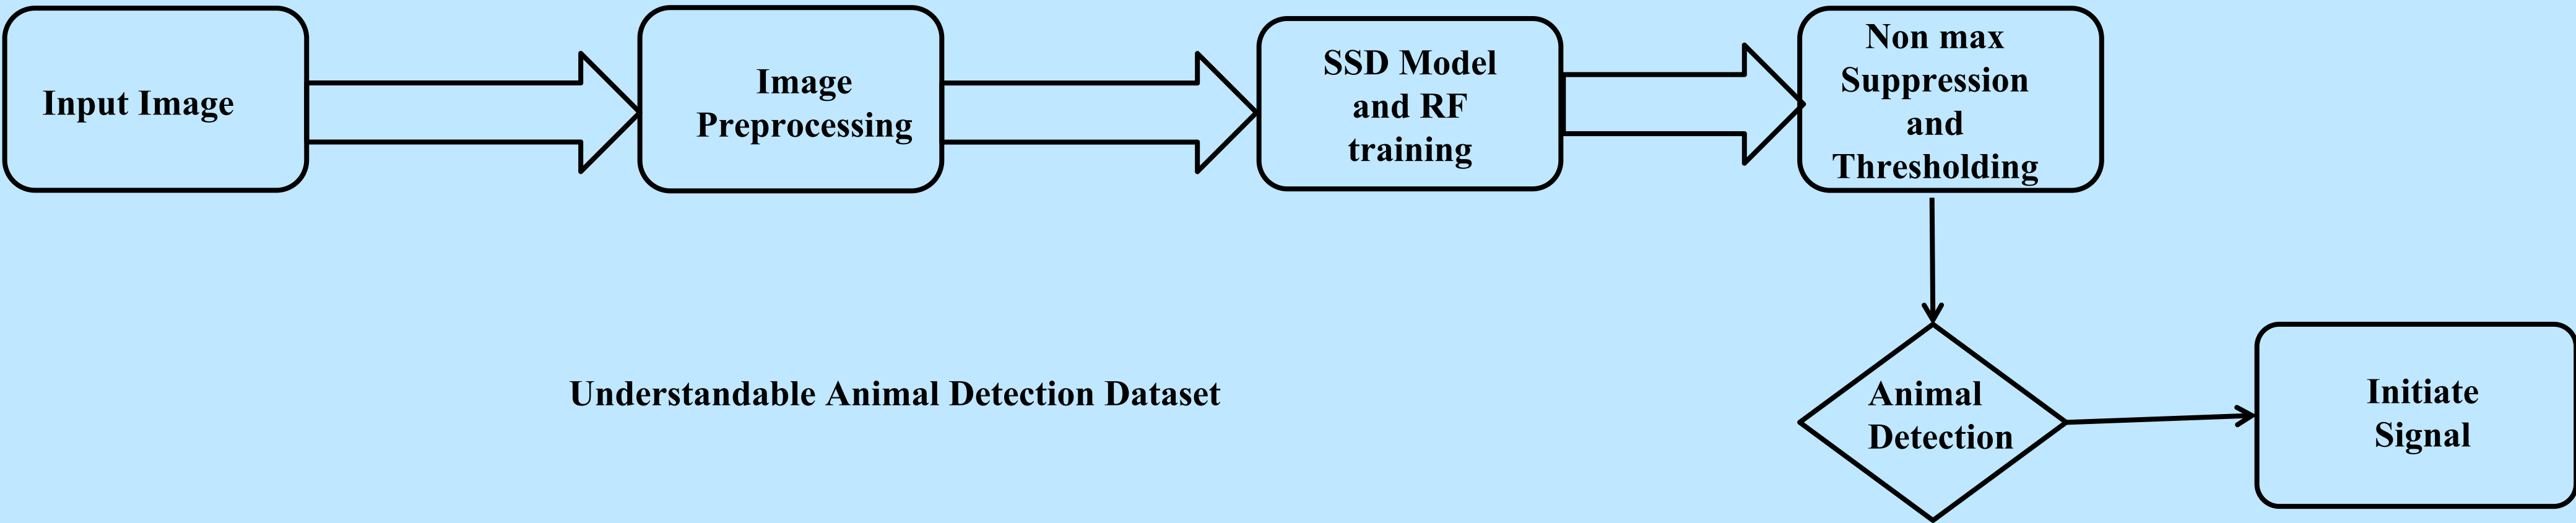 Input Image
Image
Preprocessing
SSD Model
and RF
training
Non max
Suppression
and
Thresholding
Understandable Animal Detection Dataset
Animal
Detection
Initiate
Signal